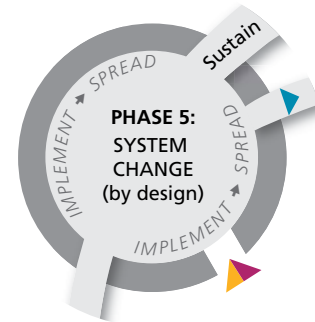 Sustain
IMPLEMENT SPREAD
PHASE 5:
SYSTEM
CHANGE
(by design)
IMPLEMENT SPREAD